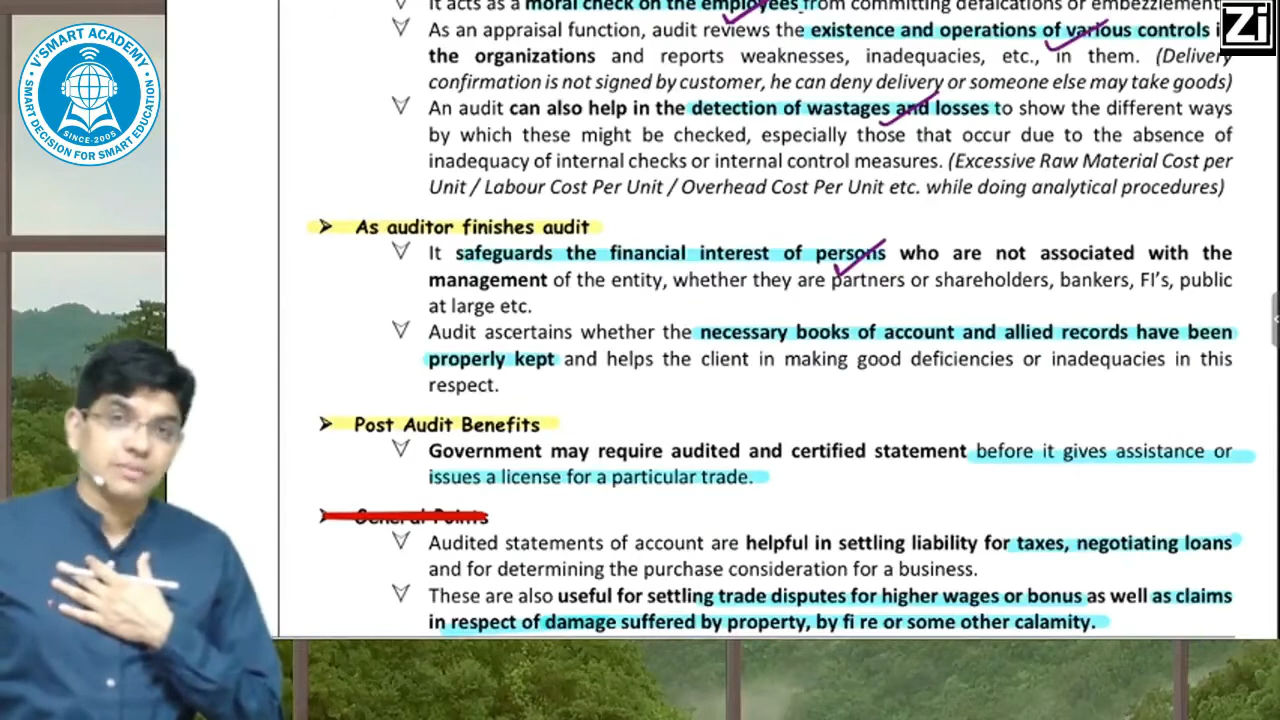 It acts as a moral check on the employees from committing defalcations or embezzlement
As an appraisal function, audit reviews the existence and operations of various controls
the organizations and reports weaknesses, inadequacies, etc., in them. (Delivery
confirmation is not signed by customer, he can deny delivery or someone else may take goods)
An audit can also help in the detection of wastages and losses to show the different ways
by which these might be checked, especially those that occur due to the absence of
inadequacy of internal checks or internal control measures. (Excessive Raw Material Cost per
Unit / Labour Cost Per Unit / Overhead Cost Per Unit etc. while doing analytical procedures)
➢ As auditor finishes audit
It safeguards the financial interest of persons who are not associated with the
management of the entity, whether they are partners or shareholders, bankers, FI's, public
at large etc.
Audit ascertains whether the necessary books of account and allied records have been
properly kept and helps the client in making good deficiencies or inadequacies in this
respect.
➢ Post Audit Benefits
Government may require audited and certified statement before it gives assistance or
issues a license for a particular trade.
➢ General Points
Audited statements of account are helpful in settling liability for taxes, negotiating loans
and for determining the purchase consideration for a business.
These are also useful for settling trade disputes for higher wages or bonus as well as claims
in respect of damage suffered by property, by fi re or some other calamity.
V'SMART ACADEMY
SINCE-2005
SMART DECISION FOR SMART EDUCATION
Zi